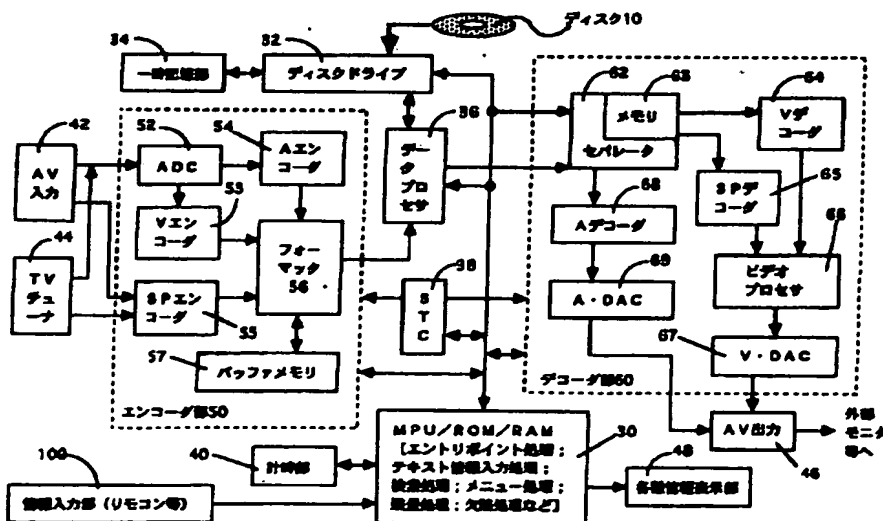 ディスク10
34
32
一時記憶部
ディスクドライブ
42
AV
入力
44
TV
チューナ
52
ADC
54
Aエン
コーダ
53
Vエン
コーダ
フォー
マッタ
56
SPエン
コーダ
55
57
バッファメモリ
エンコーダ部50
36
データプロセサ
38
STC
62
63
メモリ
セパレータ
64
Vデ
コーダ
65
SPデ
コーダ
68
Aデコーダ
66
ビデオ
プロセサ
69
A・DAC
67
V・DAC
デコーダ部60
40
計時部
MPU/ROM/RAM
[エントリポイント処理;
テキスト情報入力処理;
検索処理;メニュー処理;
処理;欠陥処理など]
30
AV出力
46
外部
モニタ
等へ
48
各種情報表示部
100
情報入力部(リモコン等)